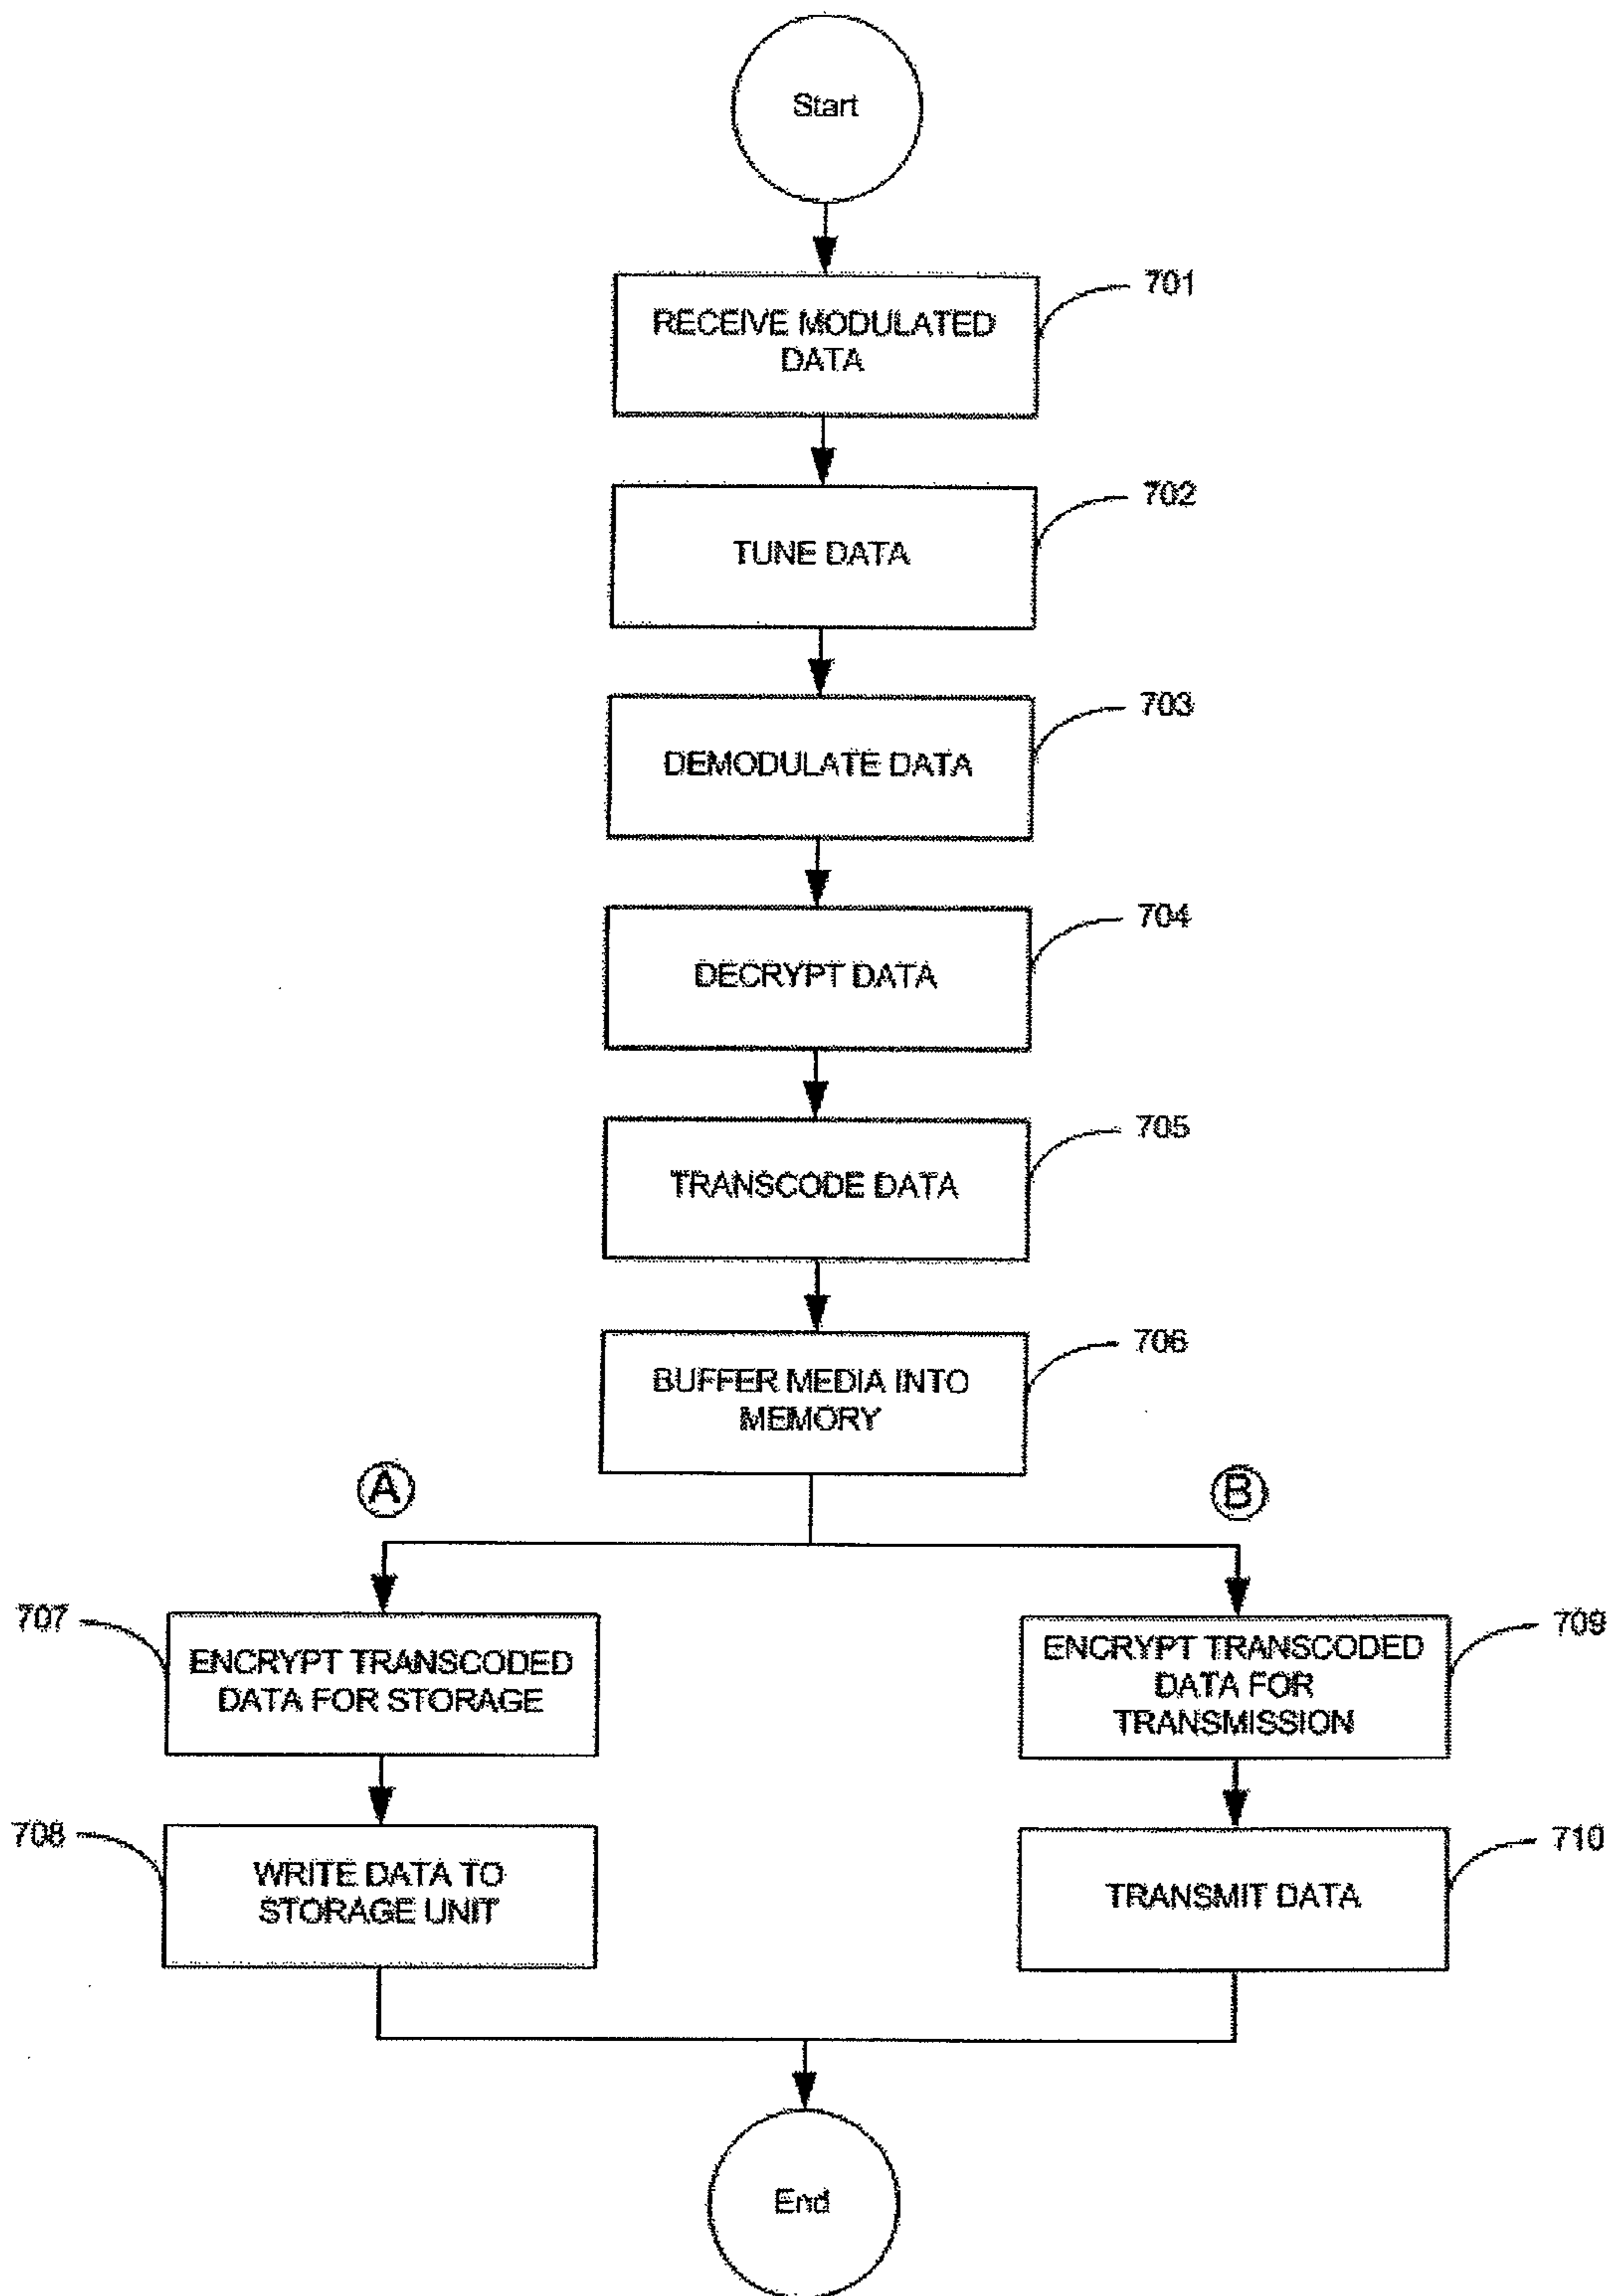 Start
701
RECEIVE MODULATED
DATA
702
TUNE DATA
703
DEMODULATE DATA
704
DECRYPT DATA
705
TRANSCODE DATA
706
BUFFER MEDIA INTO
MEMORY
A
B
707
ENCRYPT TRANSCODED
DATA FOR STORAGE
709
ENCRYPT TRANSCODED
DATA FOR
TRANSMISSION
708
WRITE DATA TO
STORAGE UNIT
710
TRANSMIT DATA
End